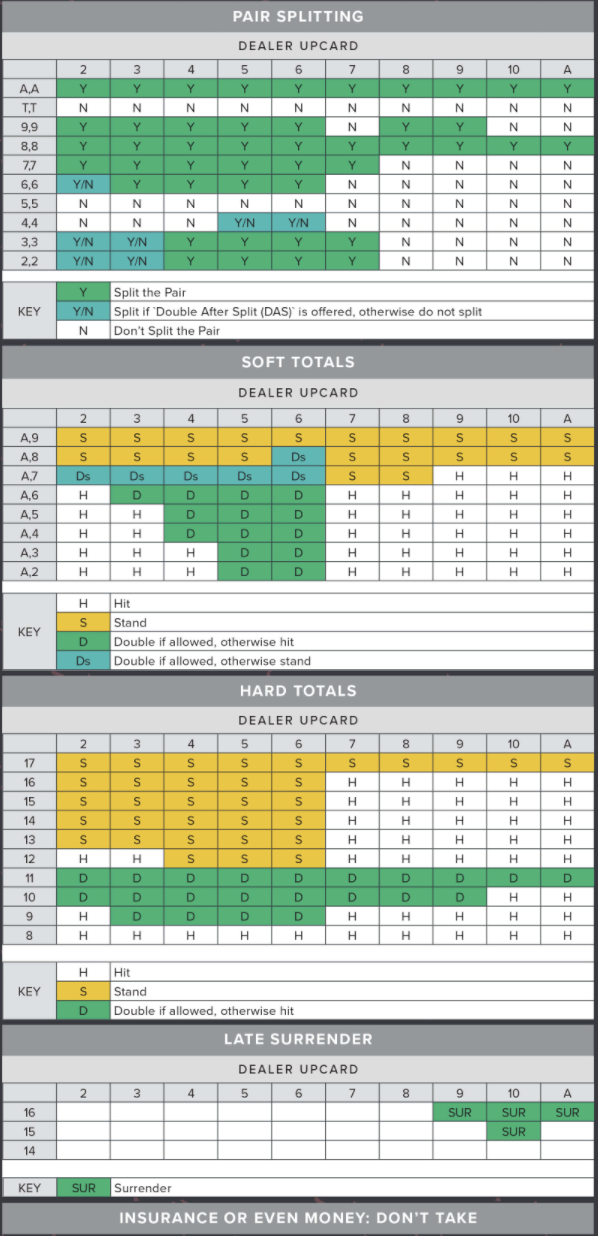 PAIR SPLITTING
DEALER UPCARD
2 3 4 5 6 7 8 9 10 A
A,A Y Y Y Y Y Y Y Y Y Y
T,T N N N N N N N N N N
9,9 Y Y Y Y Y N Y Y N N
8,8 Y Y Y Y Y Y Y Y Y Y
7,7 Y Y Y Y Y Y N N N N
6,6 Y/N Y Y Y Y N N N N N
5,5 N N N N N N N N N N
4,4 N N N Y/N Y/N N N N N N
3,3 Y/N Y/N Y Y Y Y N N N N
2,2 Y/N Y/N Y Y Y Y N N N N
KEY
Y Split the Pair
Y/N Split if `Double After Split (DAS)` is offered, otherwise do not split
N Don't Split the Pair
SOFT TOTALS
DEALER UPCARD
2 3 4 5 6 7 8 9 10 A
A,9 S S S S S S S S S S
A,8 S S S S Ds S S S S S
A,7 Ds Ds Ds Ds Ds S S H H H
A,6 H D D D D H H H H H
A,5 H H D D D H H H H H
A,4 H H D D D H H H H H
A,3 H H H D D H H H H H
A,2 H H H D D H H H H H
KEY
H Hit
S Stand
D Double if allowed, otherwise hit
Ds Double if allowed, otherwise stand
HARD TOTALS
DEALER UPCARD
2 3 4 5 6 7 8 9 10 A
17 S S S S S S S S S S
16 S S S S S H H H H H
15 S S S S S H H H H H
14 S S S S S H H H H H
13 S S S S S H H H H H
12 H H S S S H H H H H
11 D D D D D D D D D D
10 D D D D D D D D H H
9 H D D D D H H H H H
8 H H H H H H H H H H
KEY
H Hit
S Stand
D Double if allowed, otherwise hit
LATE SURRENDER
DEALER UPCARD
2 3 4 5 6 7 8 9 10 A
16 SUR SUR SUR
15 SUR
14
KEY SUR Surrender
INSURANCE OR EVEN MONEY: DON'T TAKE